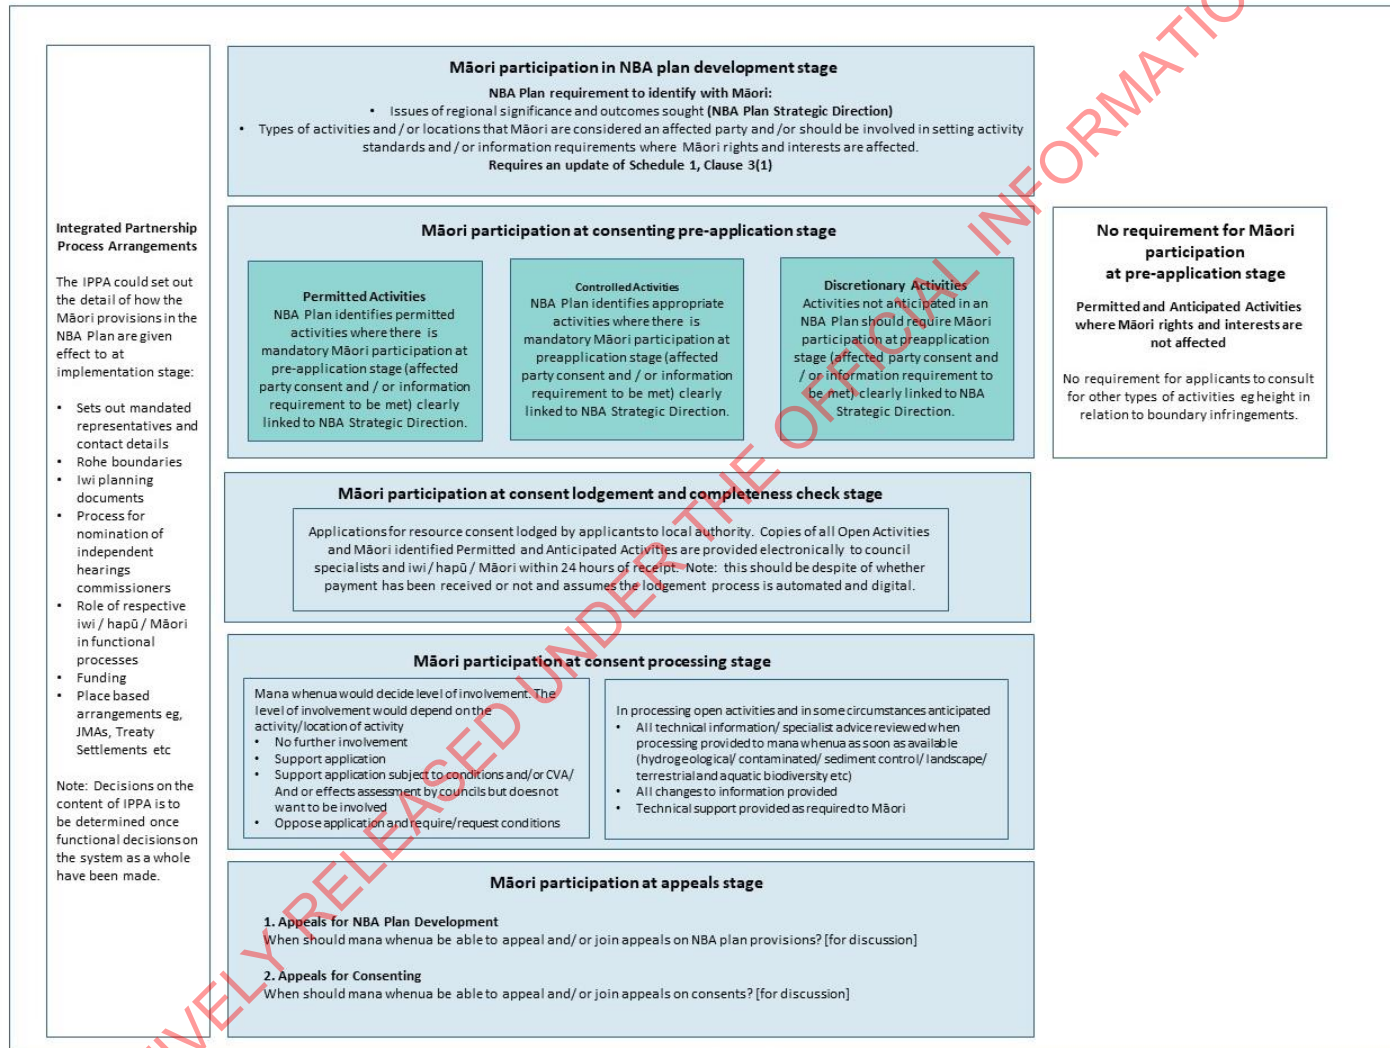 Integrated Partnership
Process Arrangements
The IPPA could set out
the detail of how the
Māori provisions in the
NBA Plan are given
effect to at
implementation stage:
• Sets out mandated
representatives and
contact details
• Rohe boundaries
• Iwi planning
documents
• Process for
nomination of
independent
hearings
commissioners
• Role of respective
iwi / hapū / Māori
in functional
processes
• Funding
• Place based
arrangements eg,
JMAs, Treaty
Settlements etc
Note: Decisions on the
content of IPPA is to
be determined once
functional decisions on
the system as a whole
have been made.
Māori participation in NBA plan development stage
NBA Plan requirement to identify with Māori:
• Issues of regional significance and outcomes sought (NBA Plan Strategic Direction)
• Types of activities and / or locations that Māori are considered an affected party and /or should be involved in setting activity
standards and / or information requirements where Māori rights and interests are affected.
Requires an update of Schedule 1, Clause 3(1)
Māori participation at consenting pre-application stage
Permitted Activities
NBA Plan identifies permitted
activities where there is
mandatory Māori participation at
pre-application stage (affected
party consent and / or information
requirement to be met) clearly
linked to NBA Strategic Direction.
Controlled Activities
NBA Plan identifies appropriate
activities where there is
mandatory Māori participation at
preapplication stage (affected
party consent and / or information
requirement to be met) clearly
linked to NBA Strategic Direction.
Discretionary Activities
Activities not anticipated in an
NBA Plan should require Māori
participation at preapplication
stage (affected party consent and
/ or information requirement to
be met) clearly linked to NBA
Strategic Direction.
No requirement for Māori
participation
at pre-application stage
Permitted and Anticipated Activities
where Māori rights and interests are
not affected
No requirement for applicants to consult
for other types of activities eg height in
relation to boundary infringements.
Māori participation at consent lodgement and completeness check stage
Applications for resource consent lodged by applicants to local authority. Copies of all Open Activities
and Māori identified Permitted and Anticipated Activities are provided electronically to council
specialists and iwi/ hapū / Māori within 24 hours of receipt. Note: this should be despite of whether
payment has been received or not and assumes the lodgement process is automated and digital.
Māori participation at consent processing stage
Mana whenua would decide level of involvement. The
level of involvement would depend on the
activity/location of activity
• No further involvement
• Support application
• Support application subject to conditions and/or CVA/
And or effects assessment by councils but does not
want to be involved
• Oppose application and require/request conditions
In processing open activities and in some circumstances anticipated
• All technical information/ specialist advice reviewed when
processing provided to mana whenua as soon as available
(hydrogeological/ contaminated/ sediment control/ landscape/
terrestrial and aquatic biodiversity etc)
• All changes to information provided
• Technical support provided as required to Māori
Māori participation at appeals stage
1. Appeals for NBA Plan Development
When should mana whenua be able to appeal and/ or join appeals on NBA plan provisions? [for discussion]
2. Appeals for Consenting
When should mana whenua be able to appeal and/ or join appeals on consents? [for discussion]
RELEASED UNDER THE OFFICIAL